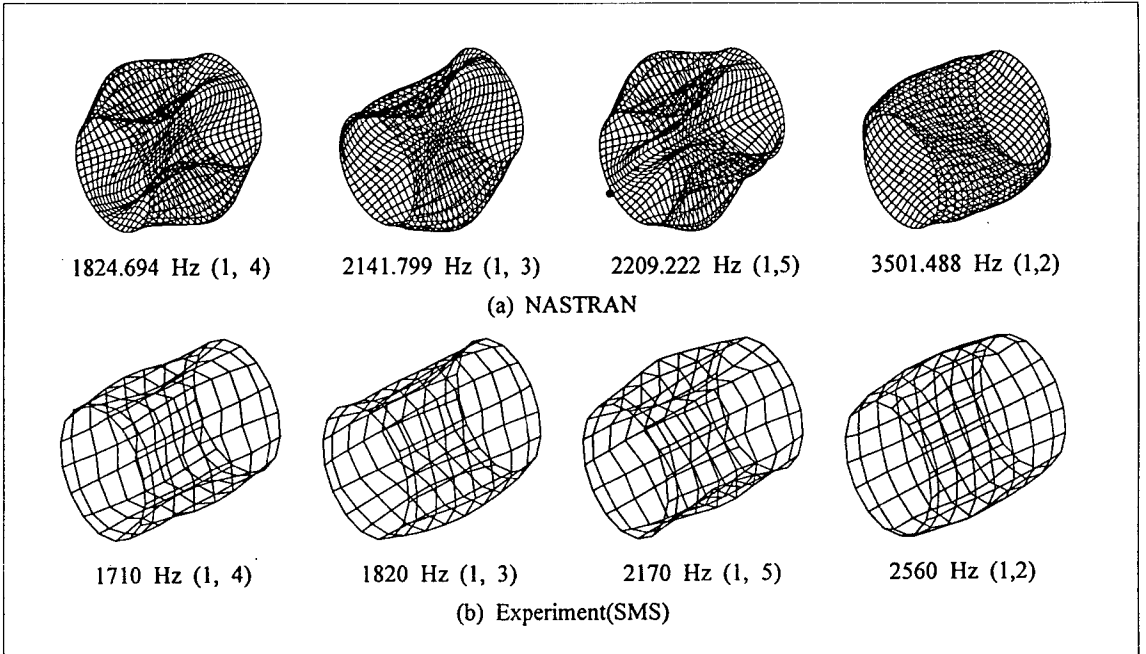 1824.694 Hz (1, 4) 2141.799 Hz (1, 3) 2209.222 Hz (1,5) 3501.488 Hz (1,2)
(a) NASTRAN
1710 Hz (1, 4) 1820 Hz (1, 3) 2170 Hz (1, 5) 2560 Hz (1,2)
(b) Experiment(SMS)